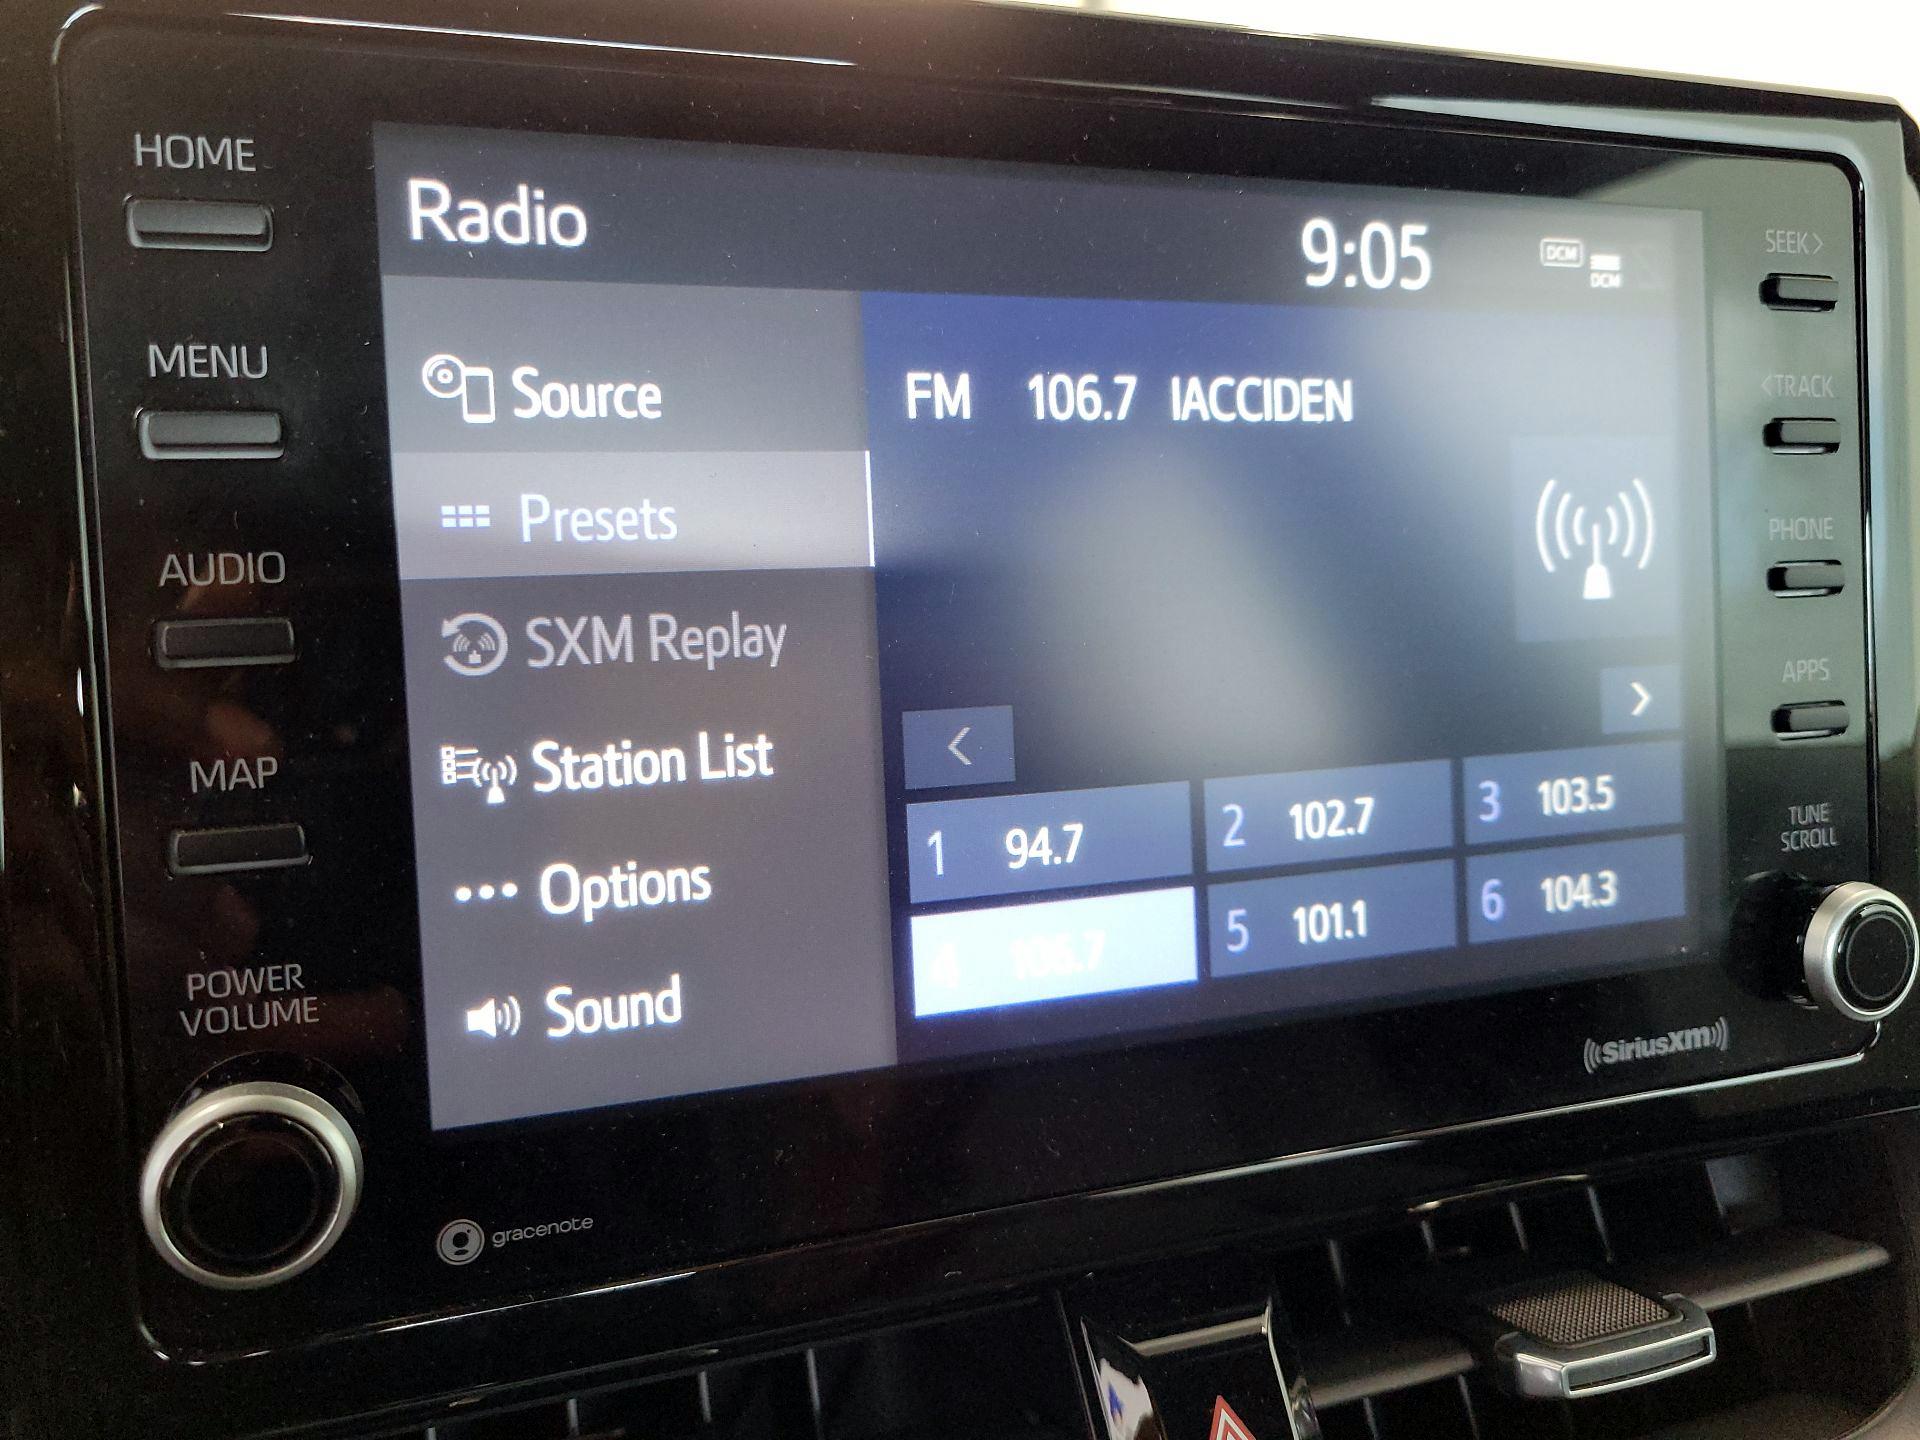 HOME
MENU
AUDIO
MAP
POWER
VOLUME
Radio
9:05
DCM
DCM
Source
Presets
SXM Replay
Station List
Options
Sound
FM 106.7 IACCIDEN
<
>
1 94.7
2 102.7
3 103.5
4 106.7
5 101.1
6 104.3
SEEK>
<TRACK
PHONE
APPS
TUNE
SCROLL
((SiriusXM))
gracenote